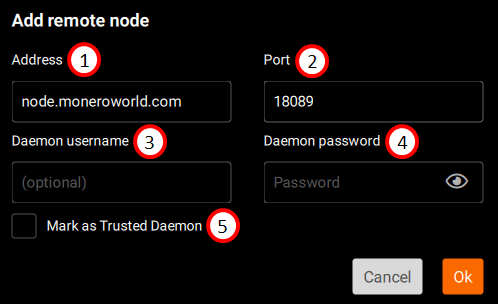 Add remote node
Address 1 Port 2
node.moneroworld.com 18089
Daemon username 3 Daemon password 4
(optional) Password
Mark as Trusted Daemon 5
Cancel Ok